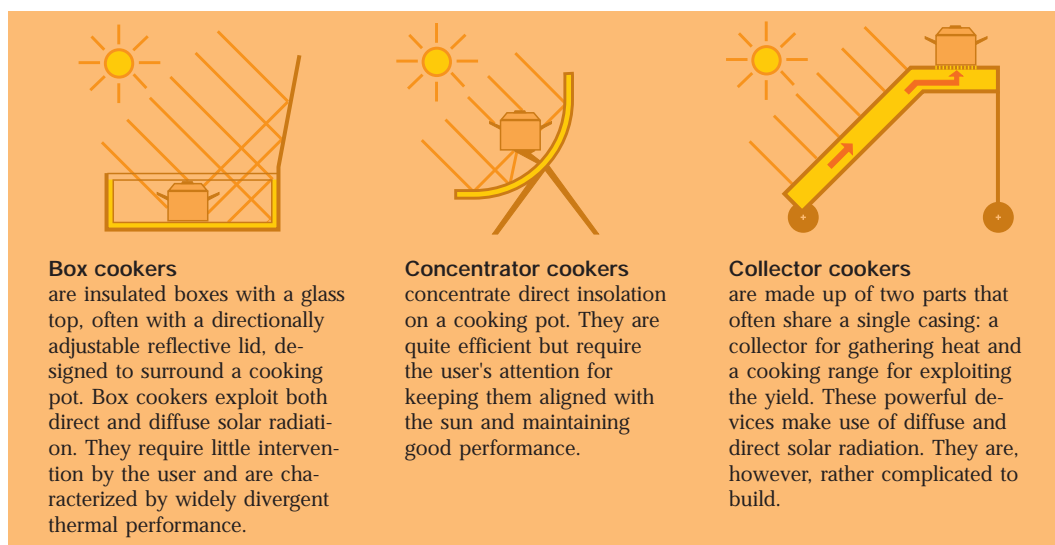 Box cookers
are insulated boxes with a glass
top, often with a directionally
adjustable reflective lid, de-
signed to surround a cooking
pot. Box cookers exploit both
direct and diffuse solar radiati-
on. They require little interven-
tion by the user and are cha-
racterized by widely divergent
thermal performance.
Concentrator cookers
concentrate direct insolation
on a cooking pot. They are
quite efficient but require
the user's attention for
keeping them aligned with
the sun and maintaining
good performance.
Collector cookers
are made up of two parts that
often share a single casing: a
collector for gathering heat and
a cooking range for exploiting
the yield. These powerful de-
vices make use of diffuse and
direct solar radiation. They are,
however, rather complicated to
build.